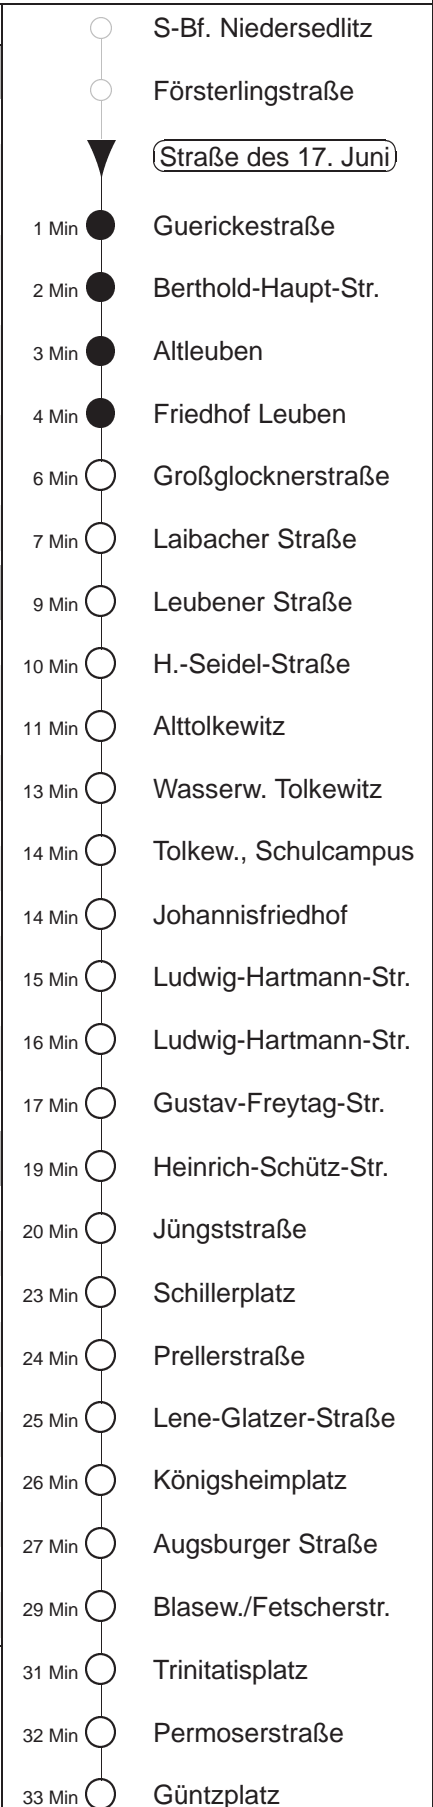 S-Bf. Niedersedlitz
Försterlingstraße
Straße des 17. Juni
1 Min Guerickestraße
2 Min Berthold-Haupt-Str.
3 Min Altleuben
4 Min Friedhof Leuben
6 Min Großglocknerstraße
7 Min Laibacher Straße
9 Min Leubener Straße
10 Min H.-Seidel-Straße
11 Min Alttolkewitz
13 Min Wasserw. Tolkewitz
14 Min Tolkew., Schulcampus
14 Min Johannisfriedhof
15 Min Ludwig-Hartmann-Str.
16 Min Ludwig-Hartmann-Str.
17 Min Gustav-Freytag-Str.
19 Min Heinrich-Schütz-Str.
20 Min Jüngststraße
23 Min Schillerplatz
24 Min Prellerstraße
25 Min Lene-Glatzer-Straße
26 Min Königsheimplatz
27 Min Augsburger Straße
29 Min Blasew./Fetscherstr.
31 Min Trinitatisplatz
32 Min Permoserstraße
33 Min Güntzplatz